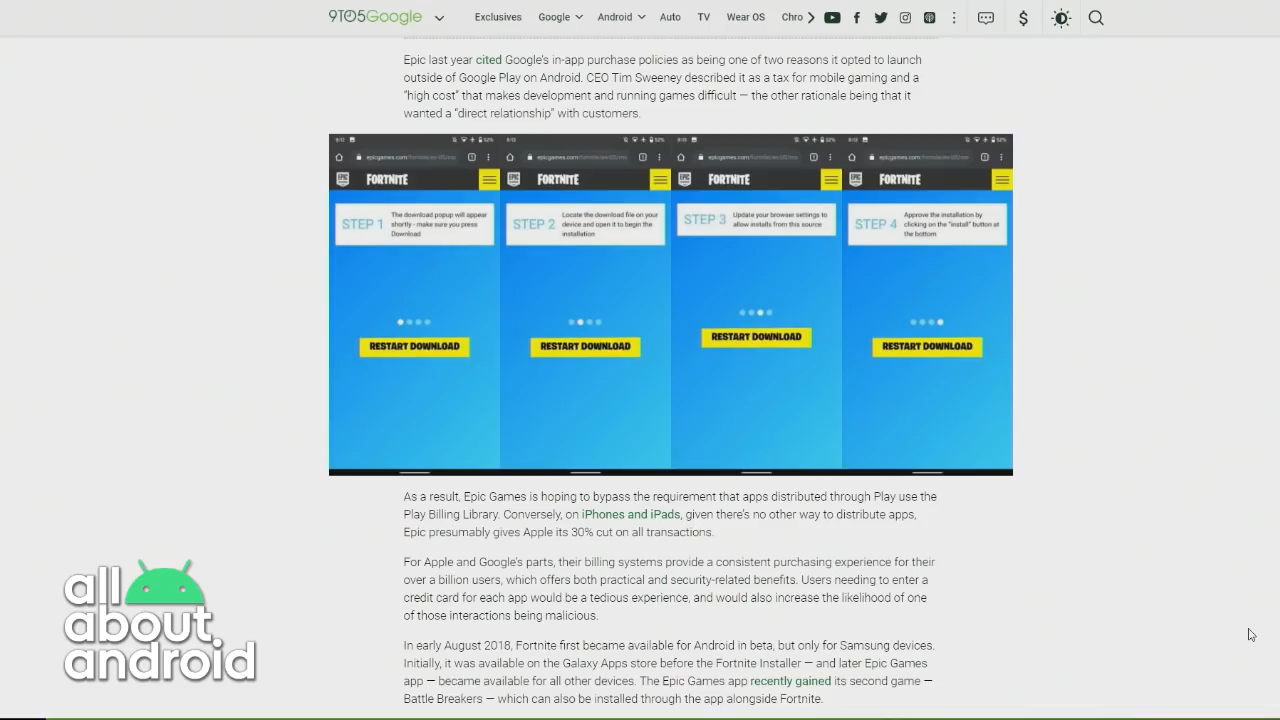 9TO5Google Exclusives Google Android Auto TV Wear OS Chro
Epic last year cited Google's in-app purchase policies as being one of two reasons it opted to launch
outside of Google Play on Android. CEO Tim Sweeney described it as a tax for mobile gaming and a
“high cost” that makes development and running games difficult — the other rationale being that it
wanted a “direct relationship” with customers.
FORTNITE
STEP 1
The download popup will appear
shortly - make sure you press
Download
RESTART DOWNLOAD
FORTNITE
STEP 2
Locate the download file on your
device and open it to begin the
installation
RESTART DOWNLOAD
FORTNITE
STEP 3
Update your browser settings to
allow installs from this source
RESTART DOWNLOAD
FORTNITE
STEP 4
Approve the installation by
clicking on the "install" button at
the bottom
RESTART DOWNLOAD
As a result, Epic Games is hoping to bypass the requirement that apps distributed through Play use the
Play Billing Library. Conversely, on iPhones and iPads, given there's no other way to distribute apps,
Epic presumably gives Apple its 30% cut on all transactions.
For Apple and Google's parts, their billing systems provide a consistent purchasing experience for their
over a billion users, which offers both practical and security-related benefits. Users needing to enter a
credit card for each app would be a tedious experience, and would also increase the likelihood of one
of those interactions being malicious.
In early August 2018, Fortnite first became available for Android in beta, but only for Samsung devices.
Initially, it was available on the Galaxy Apps store before the Fortnite Installer — and later Epic Games
app — became available for all other devices. The Epic Games app recently gained its second game —
Battle Breakers — which can also be installed through the app alongside Fortnite.
all
about
android